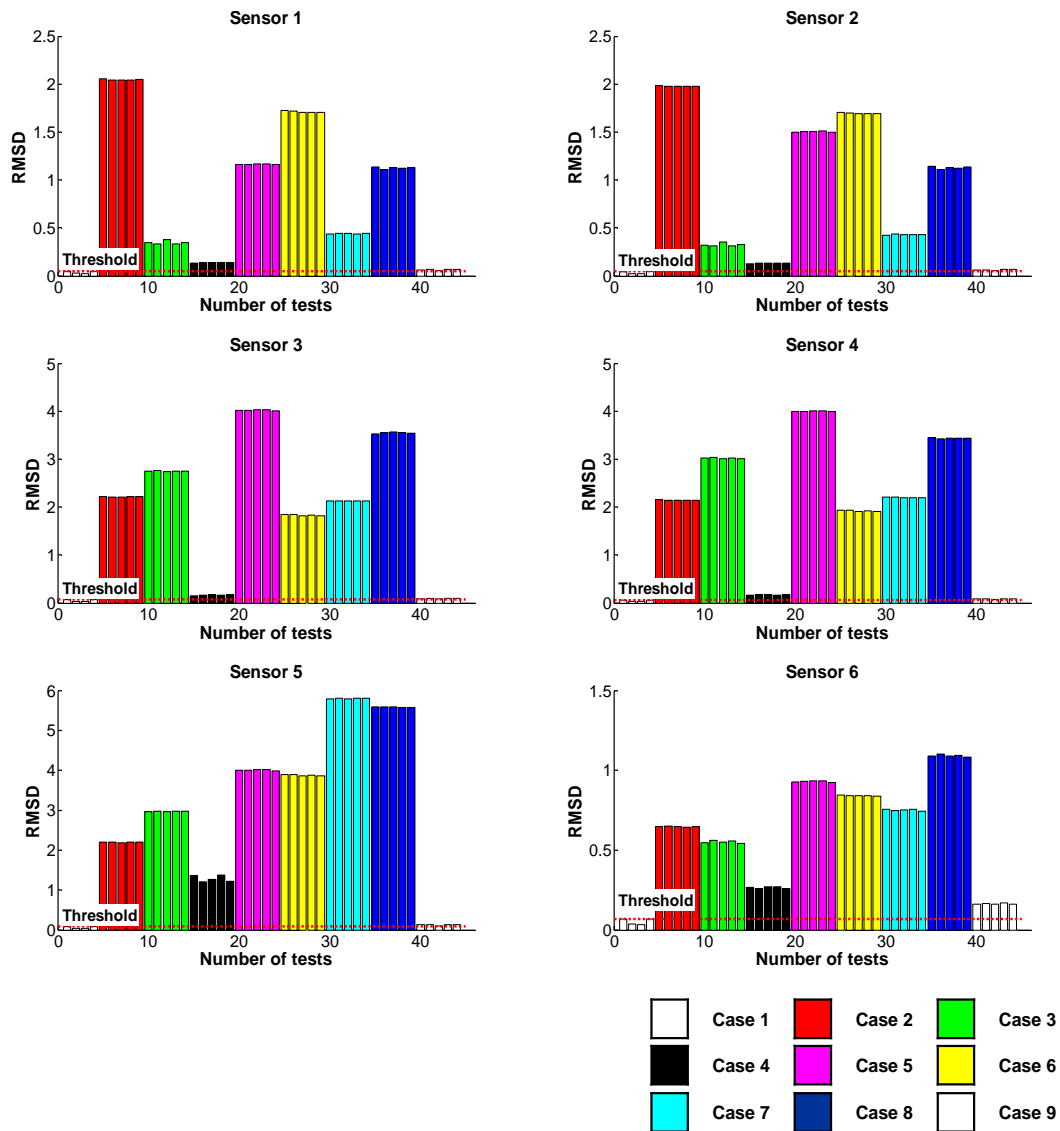 Sensor 1
2.5
2
1.5
1
0.5
0
RMSD
Threshold
0 10 20 30 40
Number of tests
Sensor 2
2.5
2
1.5
1
0.5
0
RMSD
Threshold
0 10 20 30 40
Number of tests
Sensor 3
5
4
3
2
1
0
RMSD
Threshold
0 10 20 30 40
Number of tests
Sensor 4
5
4
3
2
1
0
RMSD
Threshold
0 10 20 30 40
Number of tests
Sensor 5
6
5
4
3
2
1
0
RMSD
Threshold
0 10 20 30 40
Number of tests
Sensor 6
1.5
1
0.5
0
RMSD
Threshold
0 10 20 30 40
Number of tests
Case 1 Case 2 Case 3
Case 4 Case 5 Case 6
Case 7 Case 8 Case 9